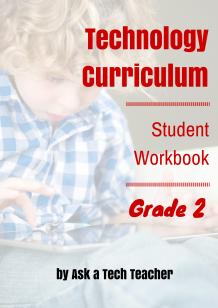 Technology
Curriculum
Student
Workbook
Grade 2
by Ask a Tech Teacher